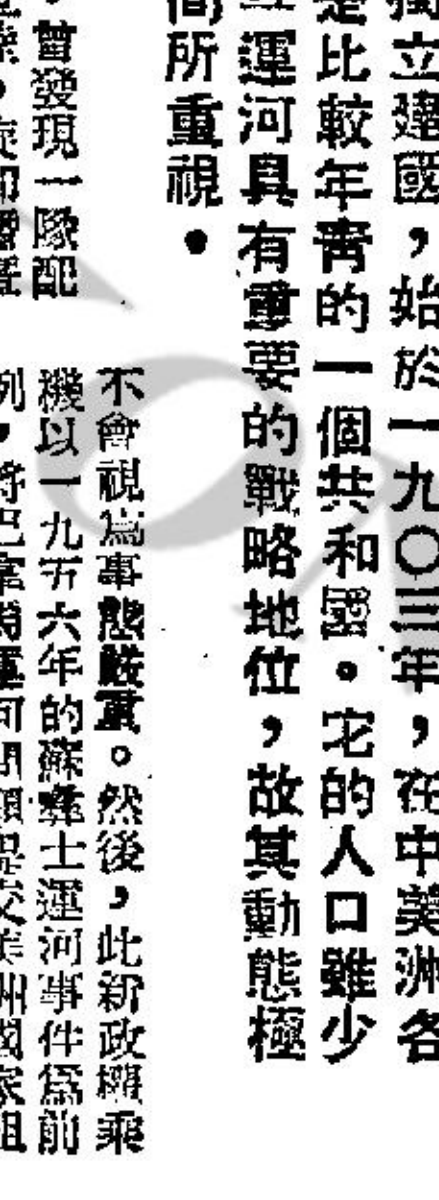 獨立建國，始於一九〇三年，在中美洲各
是比較年青的一個共和國。它的人口雖少
運河具有重要的戰略地位，故其動態極
所重視。
不會視為事態嚴重。然後，此新政權乘
機以一九五六年的蘇彝士運河事件為前
例，將巴拿馬運河問題提交美洲國家組
，曾發現一隊配